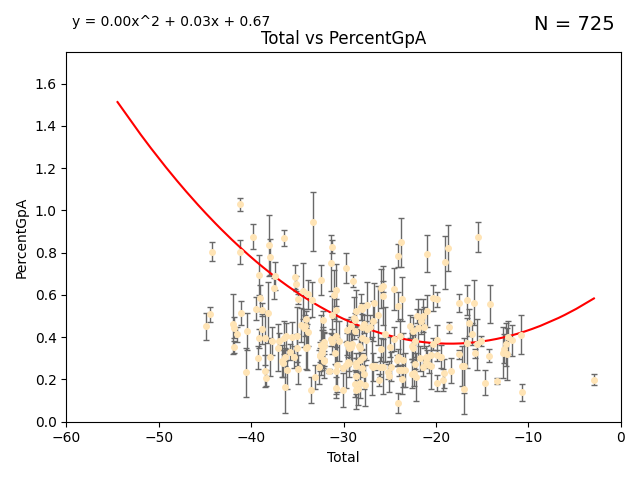 y = 0.00x^2 + 0.03x + 0.67
N = 725
Total vs PercentGpA
PercentGpA
1.6
1.4
1.2
1.0
0.8
0.6
0.4
0.2
0.0
−60 −50 −40 −30 −20 −10 0
Total